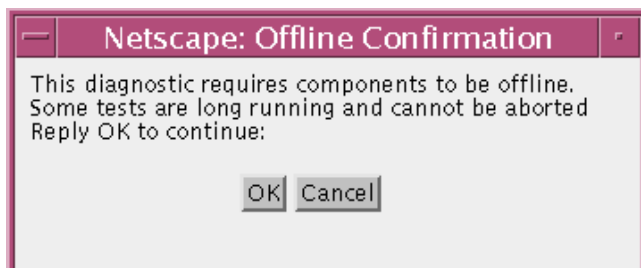 Netscape: Offline Confirmation
This diagnostic requires components to be offline.
Some tests are long running and cannot be aborted
Reply OK to continue:
OK Cancel